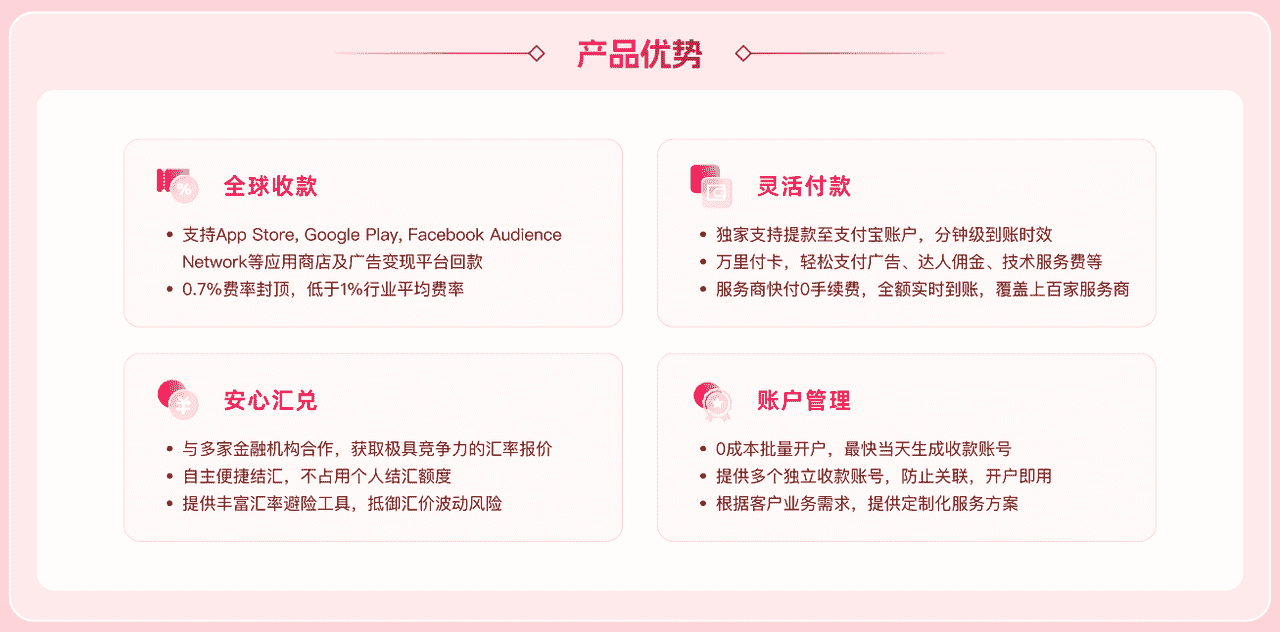 产品优势
全球收款
• 支持App Store, Google Play, Facebook Audience
Network等应用商店及广告变现平台回款
• 0.7%费率封顶，低于1%行业平均费率
灵活付款
• 独家支持提款至支付宝账户，分钟级到账时效
• 万里付卡，轻松支付广告、达人佣金、技术服务费等
• 服务商快付0手续费，全额实时到账，覆盖上百家服务商
安心汇兑
• 与多家金融机构合作，获取极具竞争力的汇率报价
• 自主便捷结汇，不占用个人结汇额度
• 提供丰富汇率避险工具，抵御汇价波动风险
账户管理
• 0成本批量开户，最快当天生成收款账号
• 提供多个独立收款账号，防止关联，开户即用
• 根据客户业务需求，提供定制化服务方案